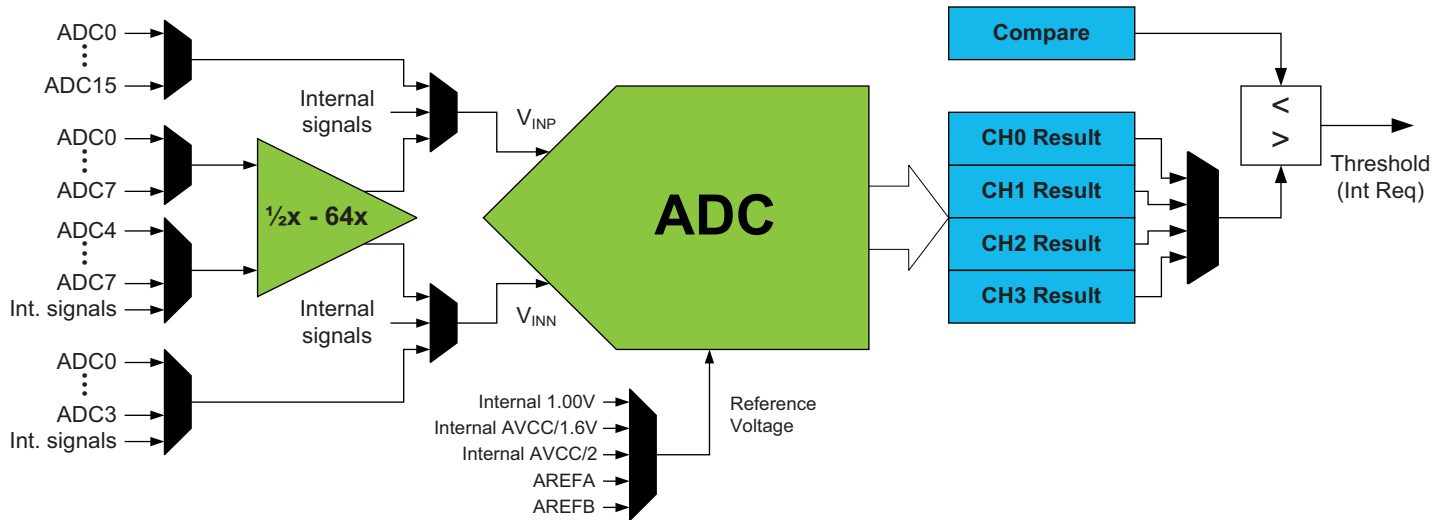 ADC0
ADC15
ADC0
ADC7
ADC4
ADC7
Int. signals
ADC0
ADC3
Int. signals
Internal
signals
½x - 64x
Internal
signals
VINP
VINN
ADC
Internal 1.00V
Internal AVCC/1.6V
Internal AVCC/2
AREFA
AREFB
Reference
Voltage
Compare
CH0 Result
CH1 Result
CH2 Result
CH3 Result
<
>
Threshold
(Int Req)